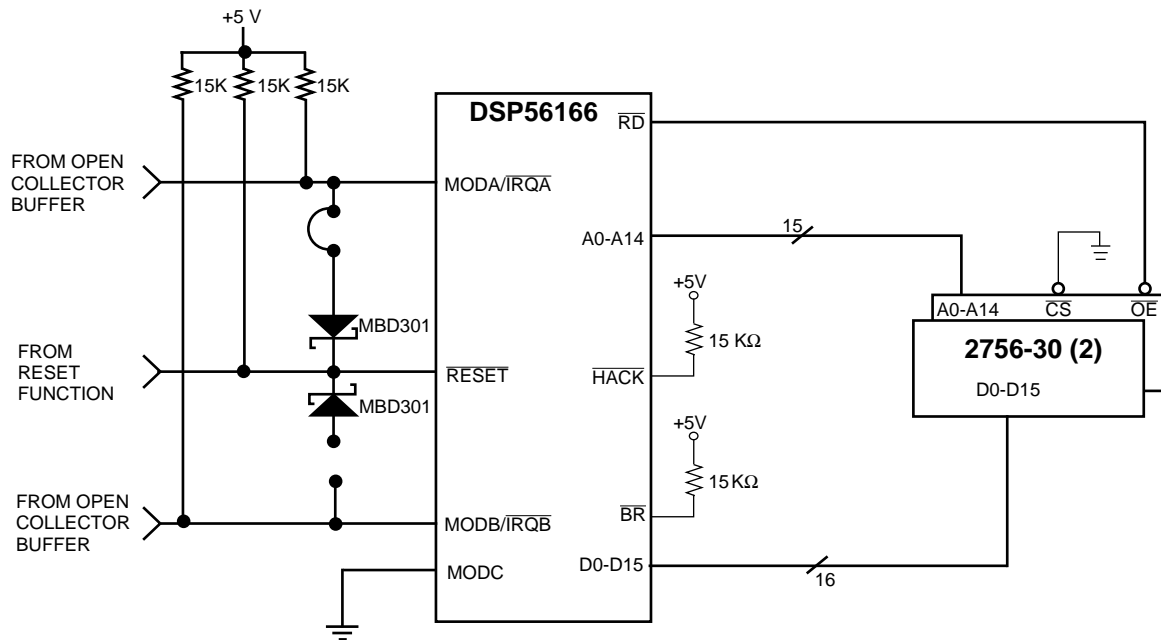 +5 V
15K
15K
15K
DSP56166
RD
FROM OPEN
COLLECTOR
BUFFER
MODA/IRQA
15
A0-A14
+5V
15 KΩ
A0-A14
CS
OE
MBD301
2756-30 (2)
FROM
RESET
FUNCTION
RESET
HACK
D0-D15
MBD301
+5V
15 KΩ
FROM OPEN
COLLECTOR
BUFFER
MODB/IRQB
BR
MODC
D0-D15
16